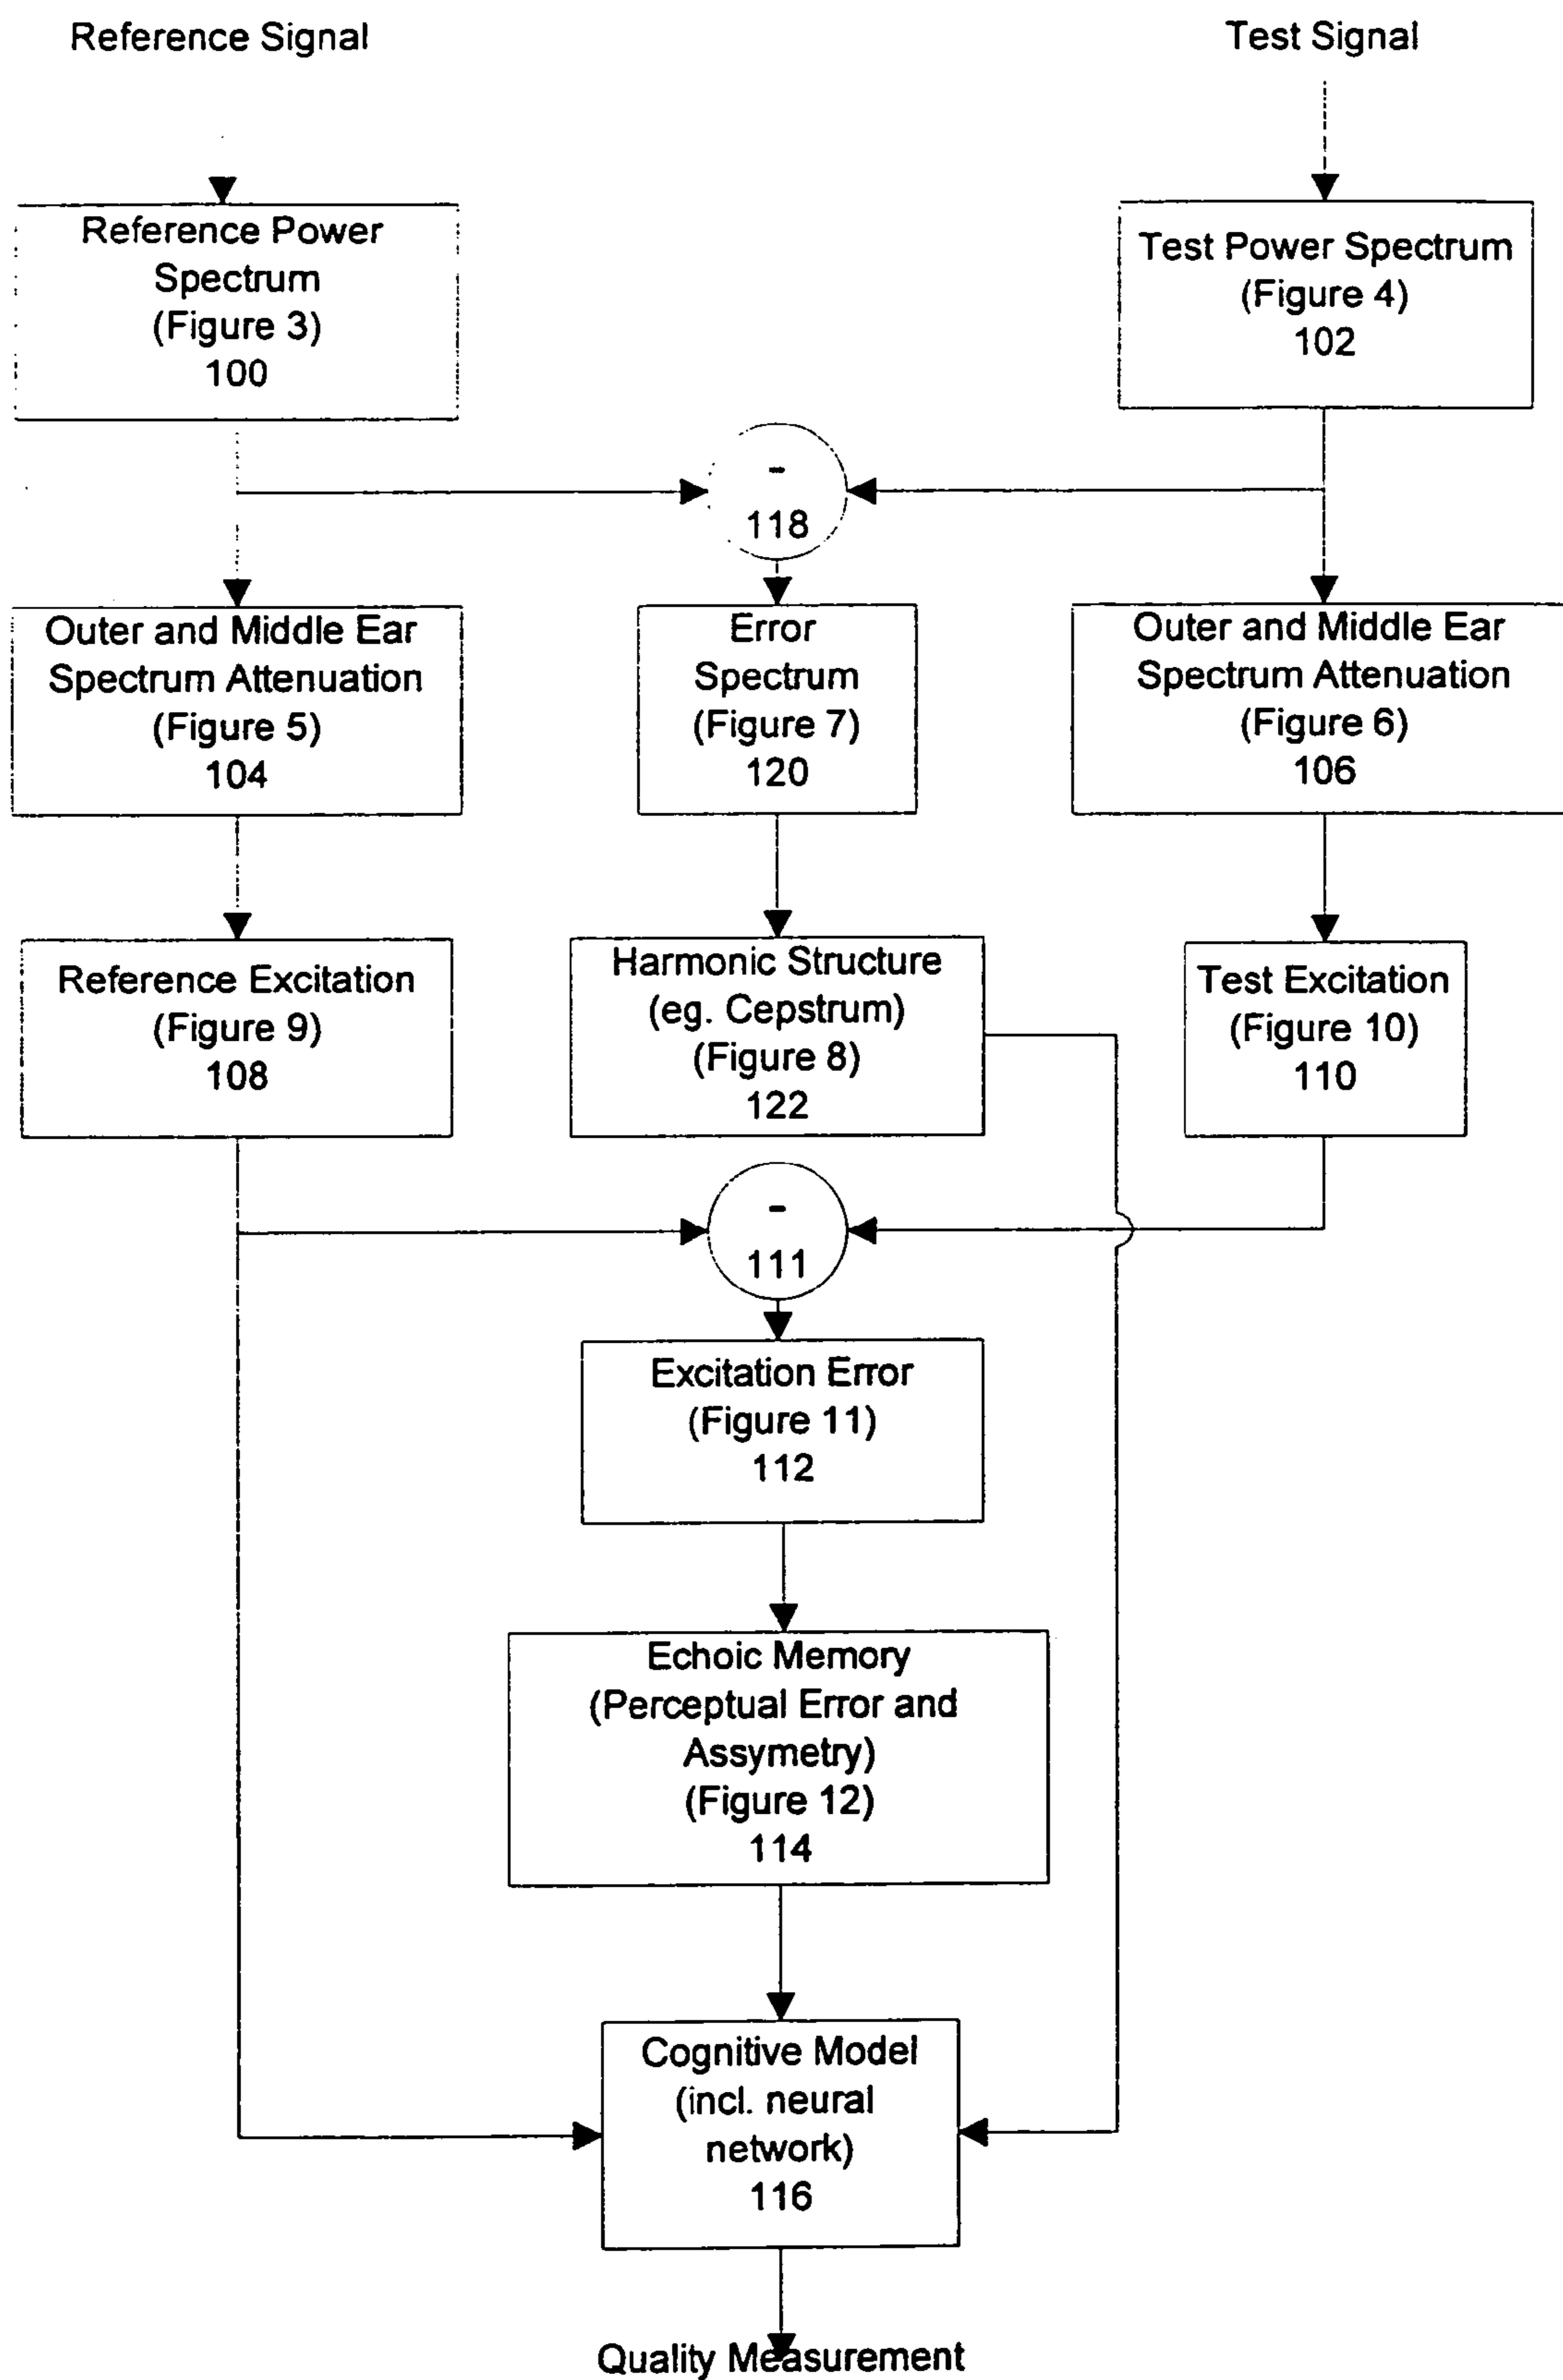 Reference Signal
Test Signal
Reference Power
Spectrum
(Figure 3)
100
Test Power Spectrum
(Figure 4)
102
-
118
Outer and Middle Ear
Spectrum Attenuation
(Figure 5)
104
Error
Spectrum
(Figure 7)
120
Outer and Middle Ear
Spectrum Attenuation
(Figure 6)
106
Reference Excitation
(Figure 9)
108
Harmonic Structure
(eg. Cepstrum)
(Figure 8)
122
Test Excitation
(Figure 10)
110
-
111
Excitation Error
(Figure 11)
112
Echoic Memory
(Perceptual Error and
Assymetry)
(Figure 12)
114
Cognitive Model
(incl. neural
network)
116
Quality Measurement